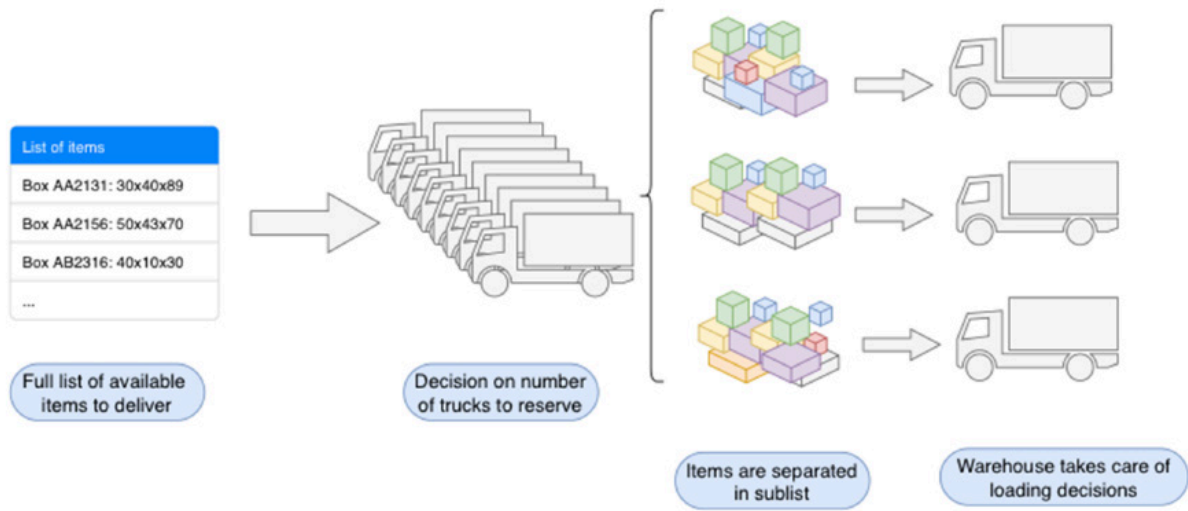 List of items
Box AA2131: 30x40x89
Box AA2156: 50x43x70
Box AB2316: 40x10x30
...
Full list of available
items to deliver
Decision on number
of trucks to reserve
Items are separated
in sublist
Warehouse takes care of
loading decisions